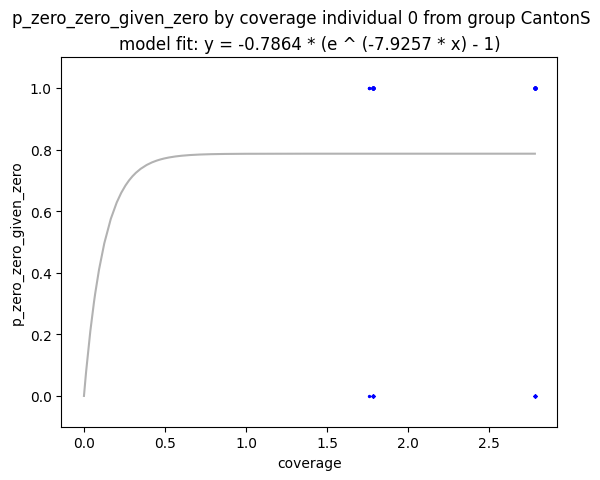 p_zero_zero_given_zero by coverage individual 0 from group CantonS
model fit: y = -0.7864 * (e ^ (-7.9257 * x) - 1)
1.0
0.8
0.6
0.4
0.2
0.0
p_zero_zero_given_zero
0.0 0.5 1.0 1.5 2.0 2.5
coverage